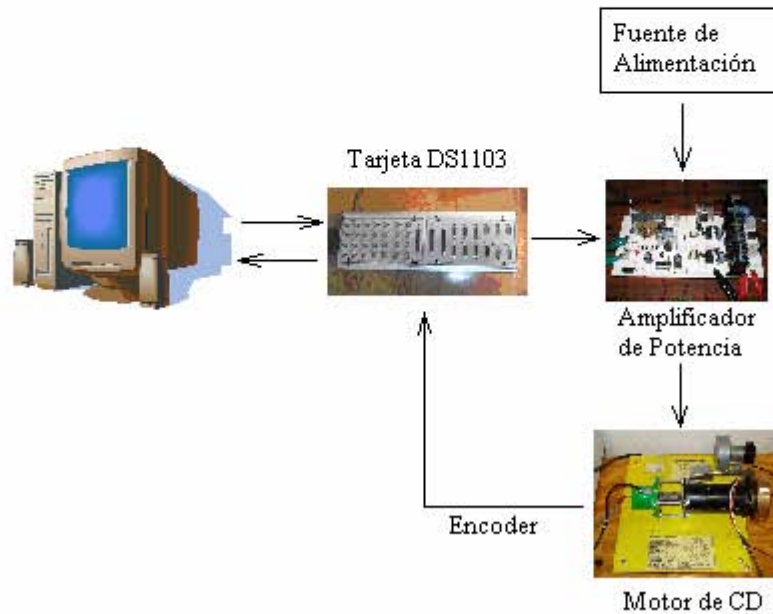 Fuente de
Alimentación
Tarjeta DS1103
Amplificador
de Potencia
Encoder
Motor de CD